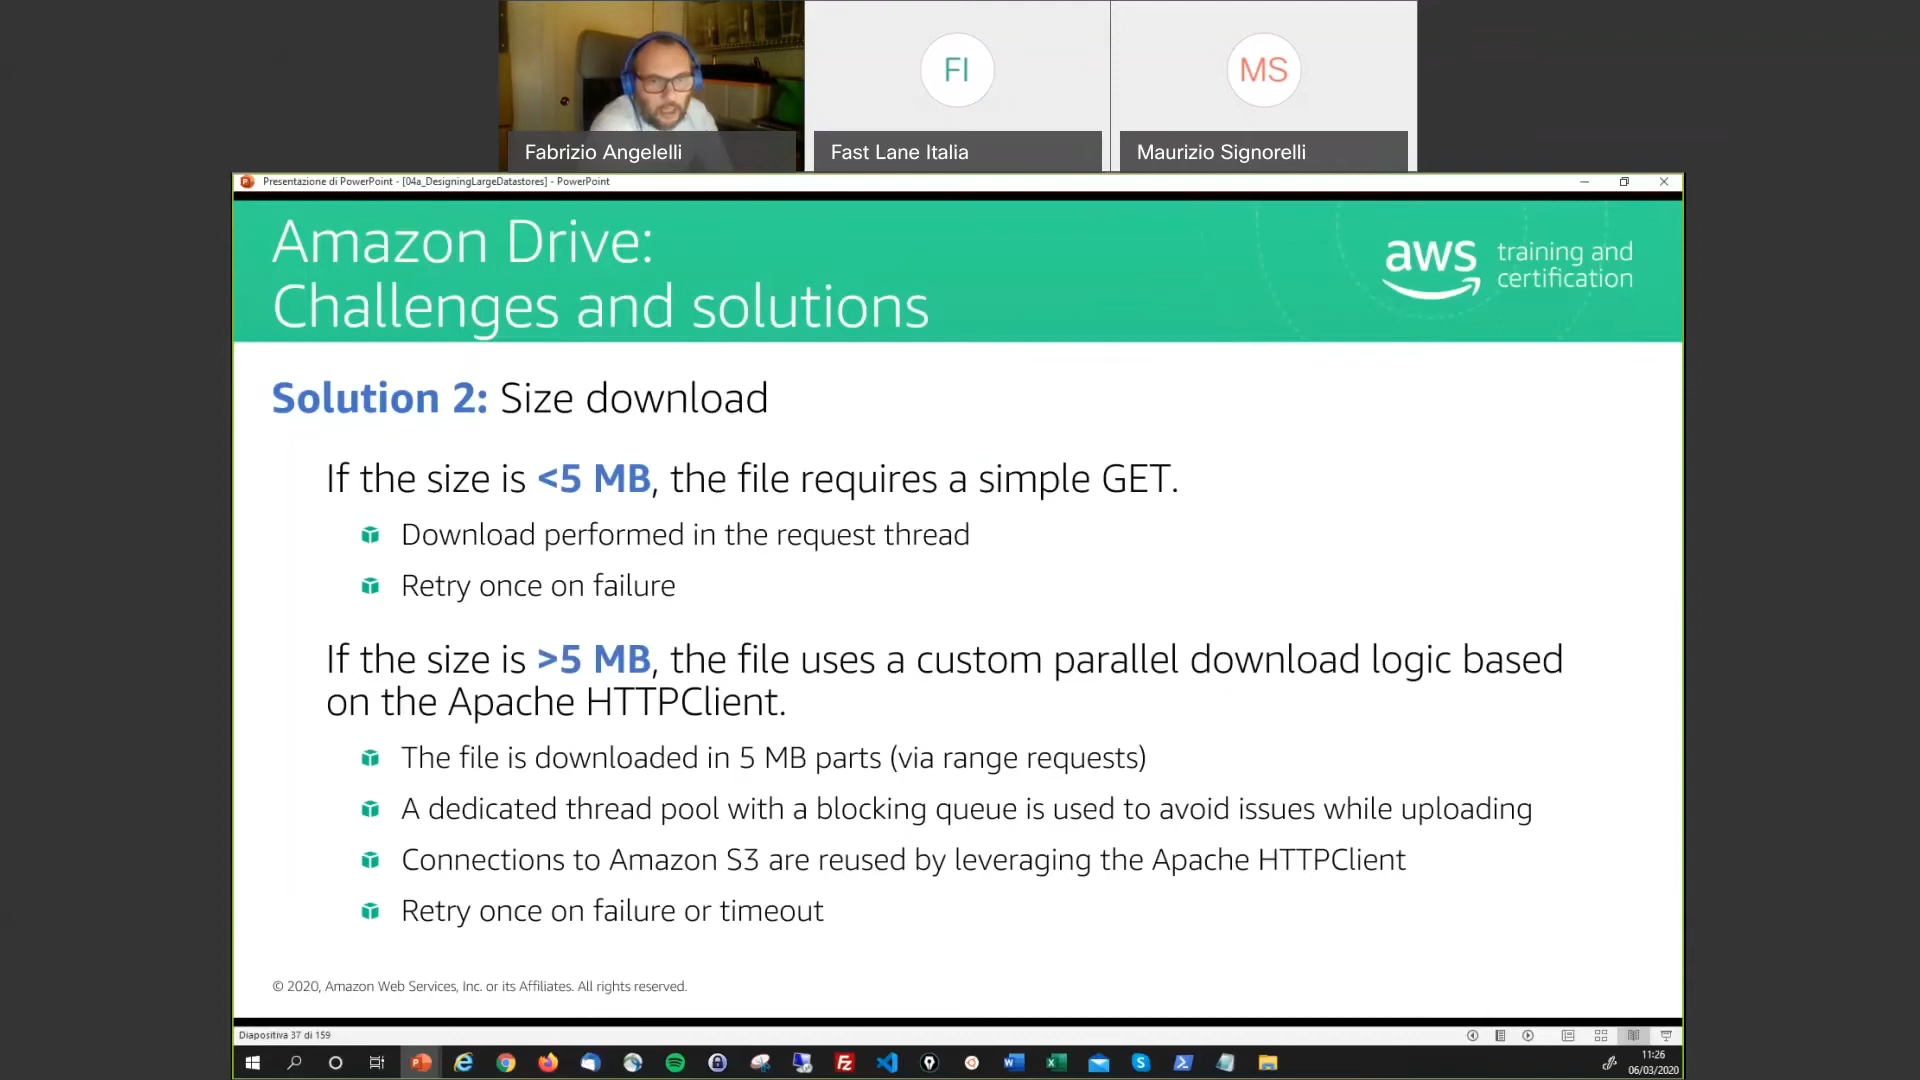 FI
MS
Fabrizio Angelelli
Fast Lane Italia
Maurizio Signorelli
Presentazione di PowerPoint - [04a_DesigningLargeDatastores] - PowerPoint
Amazon Drive:
Challenges and solutions
aws training and
certification
Solution 2: Size download
If the size is <5 MB, the file requires a simple GET.
Download performed in the request thread
Retry once on failure
If the size is >5 MB, the file uses a custom parallel download logic based
on the Apache HTTPClient.
The file is downloaded in 5 MB parts (via range requests)
A dedicated thread pool with a blocking queue is used to avoid issues while uploading
Connections to Amazon S3 are reused by leveraging the Apache HTTPClient
Retry once on failure or timeout
© 2020, Amazon Web Services, Inc. or its Affiliates. All rights reserved.
Diapositiva 37 di 159
11:26
06/03/2020